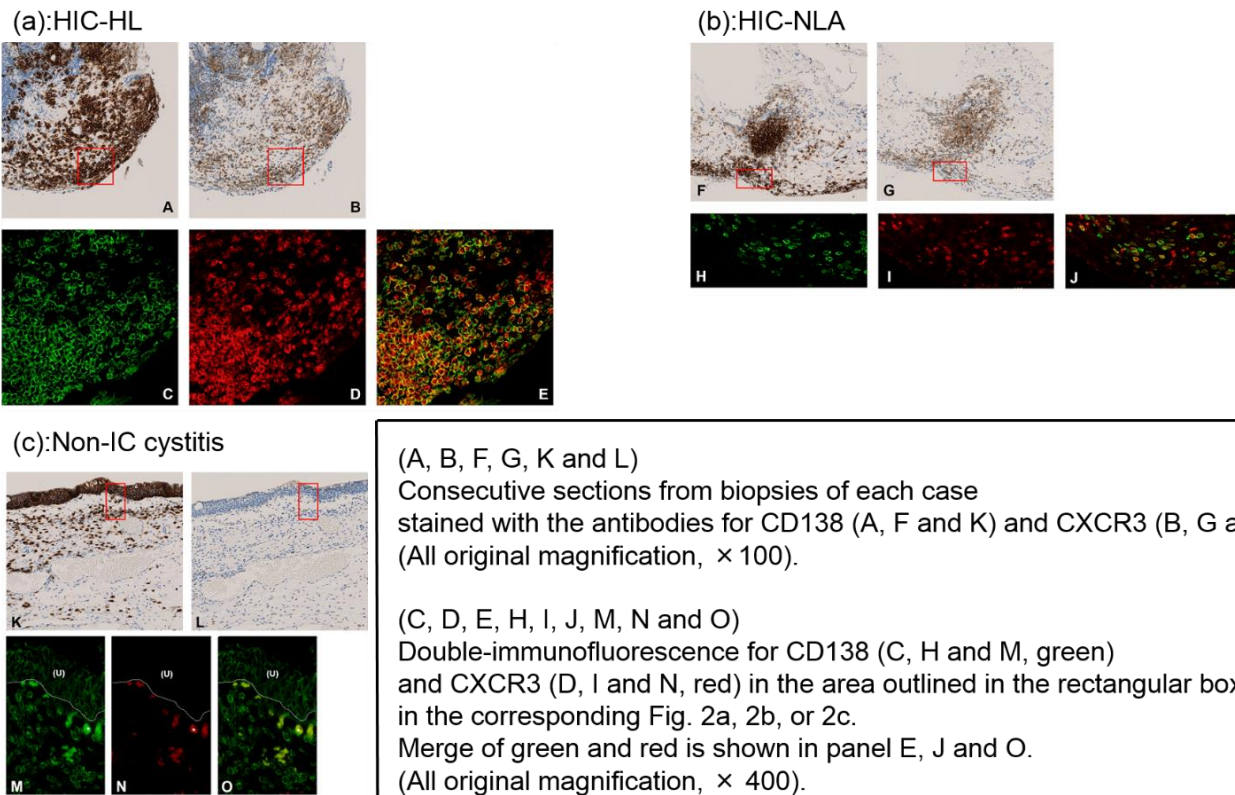 (a):HIC-HL
(b):HIC-NLA
A
B
F
G
C
D
E
H
I
J
(c):Non-IC cystitis
K
L
(U)
(U)
(U)
M
N
O
(A, B, F, G, K and L)
Consecutive sections from biopsies of each case
stained with the antibodies for CD138 (A, F and K) and CXCR3 (B, G a
(All original magnification, ×100).
(C, D, E, H, I, J, M, N and O)
Double-immunofluorescence for CD138 (C, H and M, green)
and CXCR3 (D, I and N, red) in the area outlined in the rectangular box
in the corresponding Fig. 2a, 2b, or 2c.
Merge of green and red is shown in panel E, J and O.
(All original magnification, × 400).